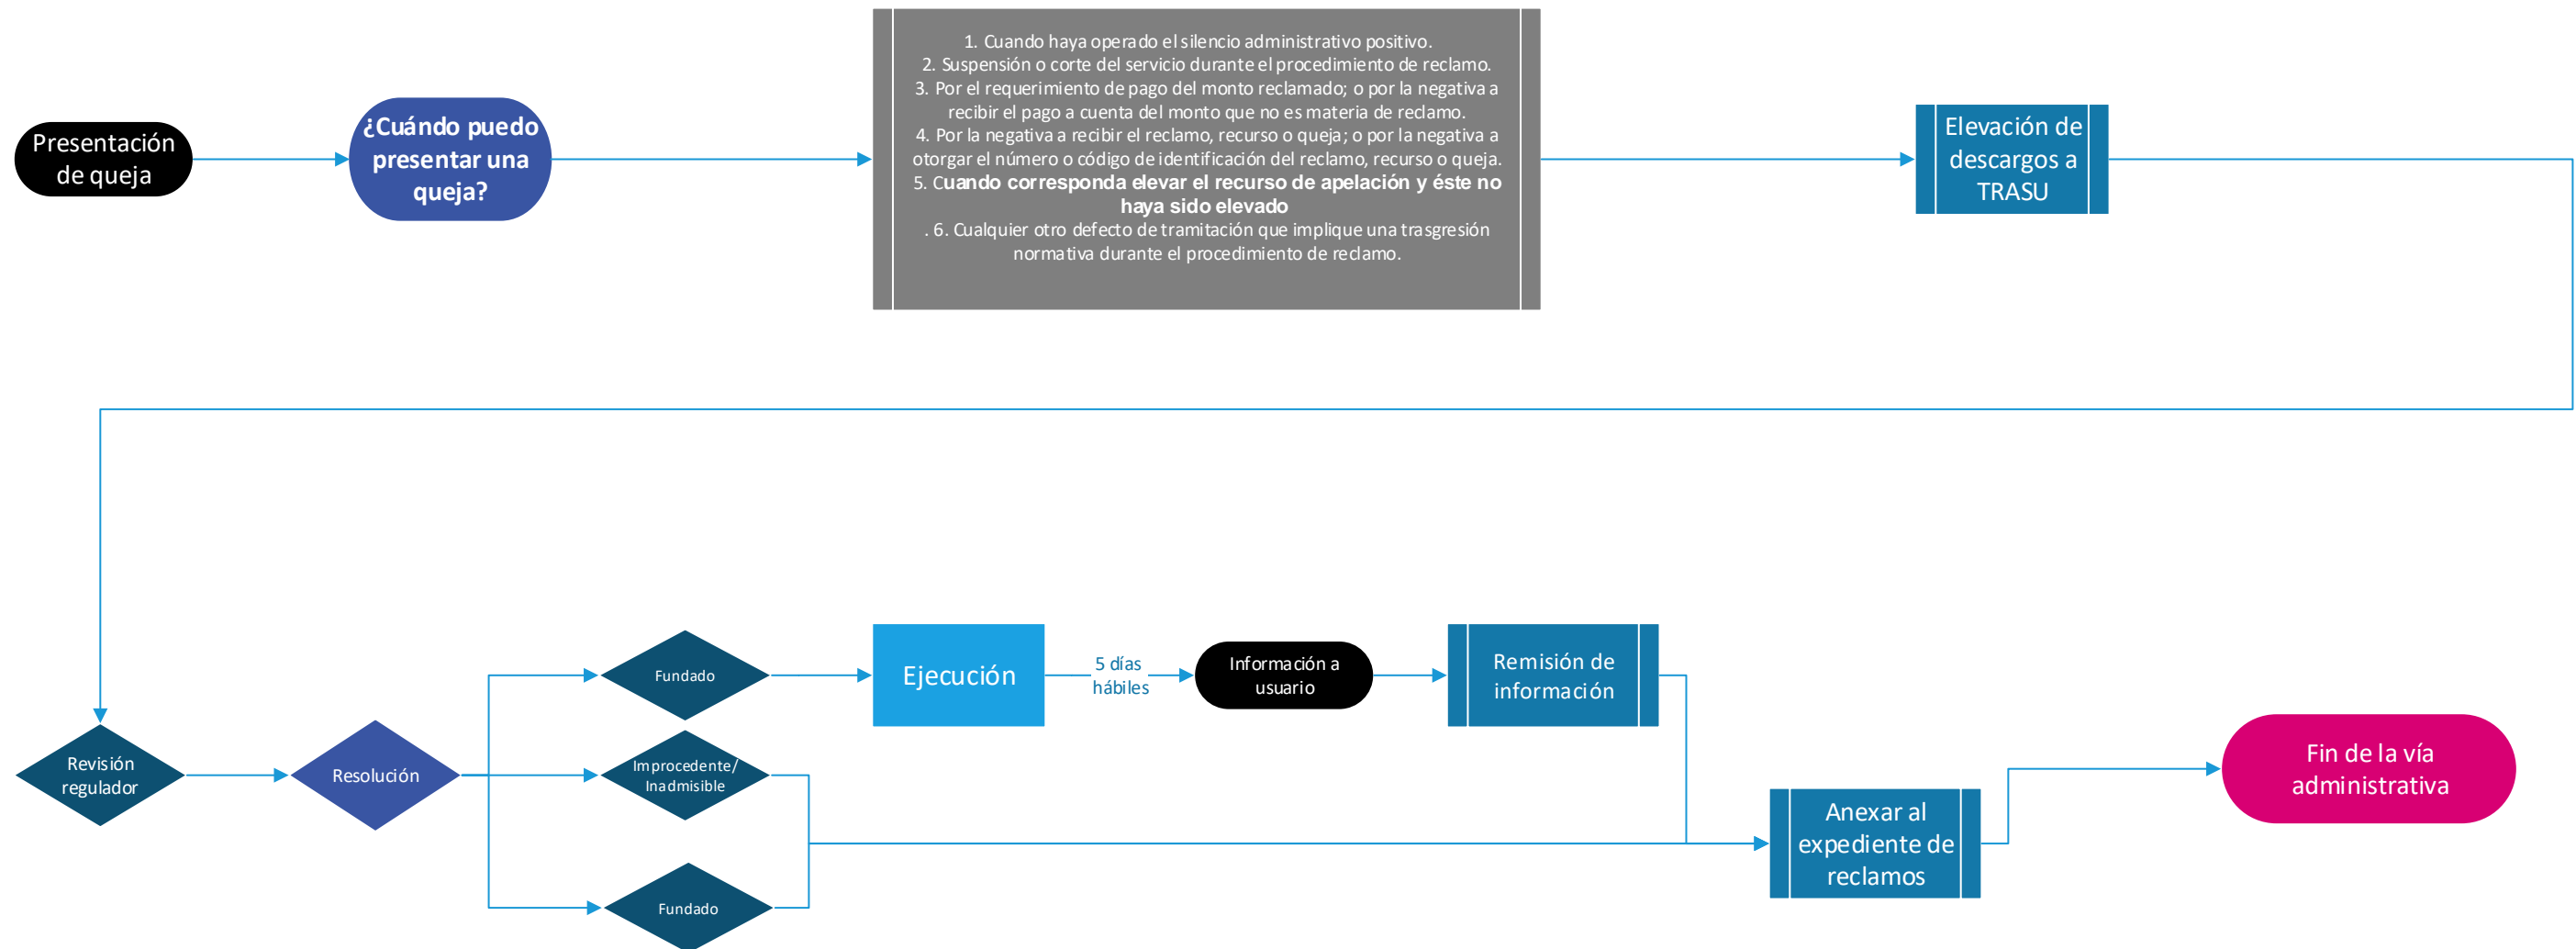 Presentación
de queja
¿Cuándo puedo
presentar una
queja?
1. Cuando haya operado el silencio administrativo positivo.
2. Suspensión o corte del servicio durante el procedimiento de reclamo.
3. Por el requerimiento de pago del monto reclamado; o por la negativa a
recibir el pago a cuenta del monto que no es materia de reclamo.
4. Por la negativa a recibir el reclamo, recurso o queja; o por la negativa a
otorgar el número o código de identificación del reclamo, recurso o queja.
5. Cuando corresponda elevar el recurso de apelación y éste no
haya sido elevado
. 6. Cualquier otro defecto de tramitación que implique una trasgresión
normativa durante el procedimiento de reclamo.
Elevación de
descargos a
TRASU
Revisión
regulador
Resolución
Fundado
Ejecución
5 días
hábiles
Información a
usuario
Remisión de
información
Improcedente/
Inadmisible
Fundado
Anexar al
expediente de
reclamos
Fin de la vía
administrativa